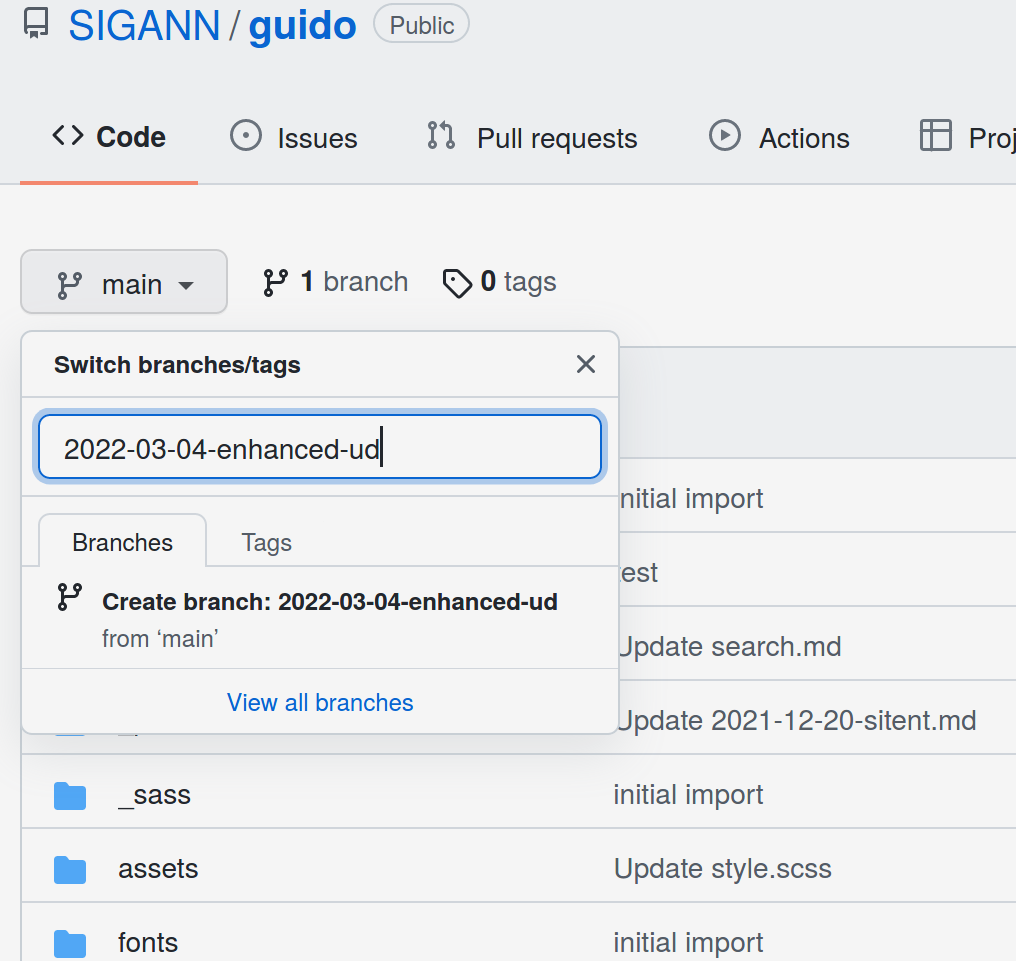 SIGANN / guido Public
Code Issues Pull requests Actions Proj
main 1 branch 0 tags
Switch branches/tags
2022-03-04-enhanced-ud
Branches Tags
Create branch: 2022-03-04-enhanced-ud
from ‘main’
View all branches
nitial import
est
Update search.md
Update 2021-12-20-sitent.md
_sass initial import
assets Update style.scss
fonts initial import